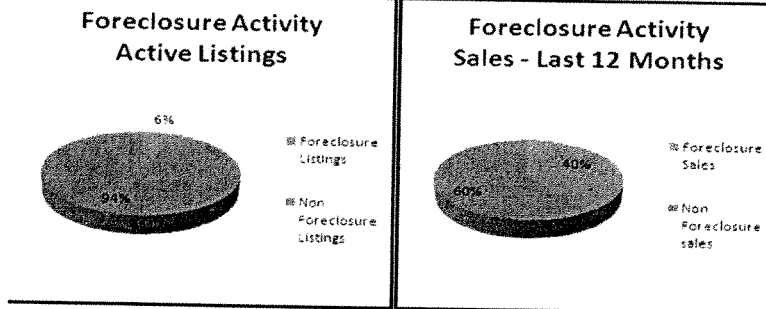 Foreclosure Activity
Active Listings
6%
94%
Foreclosure
Listings
Non
Foreclosure
Listings
Foreclosure Activity
Sales - Last 12 Months
40%
60%
Foreclosure
Sales
Non
Foreclosure
sales